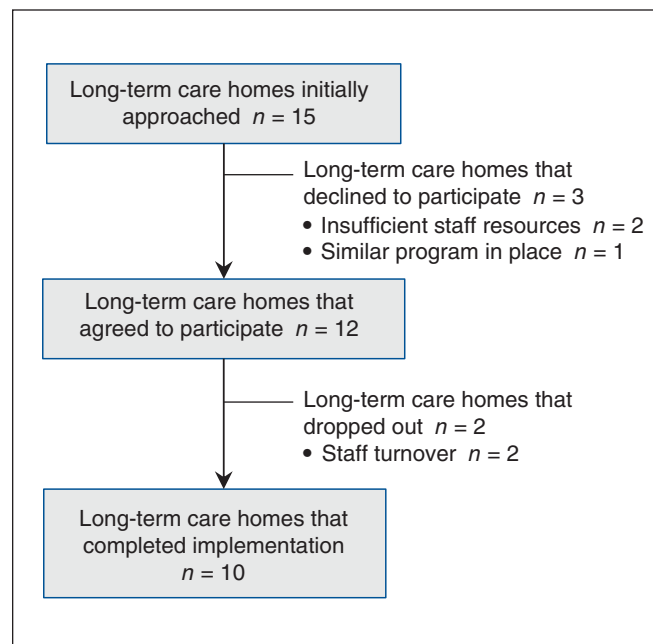 Long-term care homes initially
approached n = 15
Long-term care homes that
declined to participate n = 3
• Insufficient staff resources n = 2
• Similar program in place n = 1
Long-term care homes that
agreed to participate n = 12
Long-term care homes that
dropped out n = 2
• Staff turnover n = 2
Long-term care homes that
completed implementation
n = 10